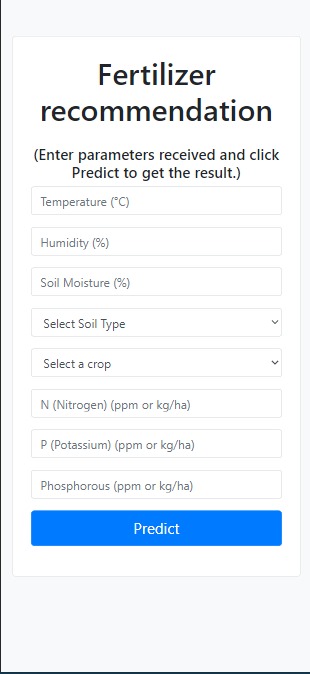 Fertilizer
recommendation
(Enter parameters received and click
Predict to get the result.)
Temperature (°C)
Humidity (%)
Soil Moisture (%)
Select Soil Type
Select a crop
N (Nitrogen) (ppm or kg/ha)
P (Potassium) (ppm or kg/ha)
Phosphorous (ppm or kg/ha)
Predict